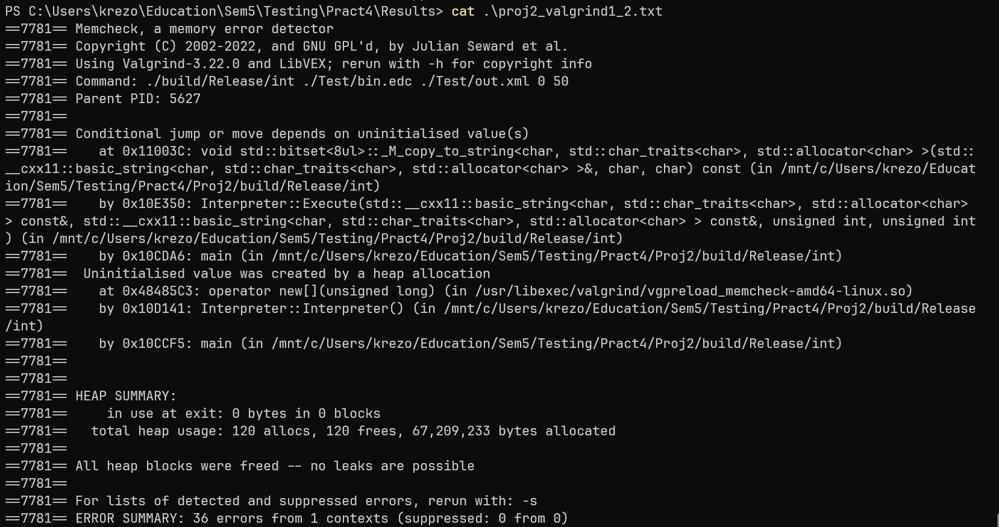 PS C:\Users\krezo\Education\Sem5\Testing\Pract4\Results> cat .\proj2_valgrind1_2.txt
==7781== Memcheck, a memory error detector
==7781== Copyright (C) 2002-2022, and GNU GPL'd, by Julian Seward et al.
==7781== Using Valgrind-3.22.0 and LibVEX; rerun with -h for copyright info
==7781== Command: ./build/Release/int ./Test/bin.edc ./Test/out.xml 0 50
==7781== Parent PID: 5627
==7781==
==7781== Conditional jump or move depends on uninitialised value(s)
==7781==    at 0x11003C: void std::bitset<8ul>::_M_copy_to_string<char, std::char_traits<char>, std::allocator<char> >(std::
__cxx11::basic_string<char, std::char_traits<char>, std::allocator<char> >&, char, char) const (in /mnt/c/Users/krezo/Educat
ion/Sem5/Testing/Pract4/Proj2/build/Release/int)
==7781==    by 0x10E350: Interpreter::Execute(std::__cxx11::basic_string<char, std::char_traits<char>, std::allocator<char>
> const&, std::__cxx11::basic_string<char, std::char_traits<char>, std::allocator<char> > const&, unsigned int, unsigned int
) (in /mnt/c/Users/krezo/Education/Sem5/Testing/Pract4/Proj2/build/Release/int)
==7781==    by 0x10CDA6: main (in /mnt/c/Users/krezo/Education/Sem5/Testing/Pract4/Proj2/build/Release/int)
==7781==  Uninitialised value was created by a heap allocation
==7781==    at 0x48485C3: operator new[](unsigned long) (in /usr/libexec/valgrind/vgpreload_memcheck-amd64-linux.so)
==7781==    by 0x10D141: Interpreter::Interpreter() (in /mnt/c/Users/krezo/Education/Sem5/Testing/Pract4/Proj2/build/Release
/int)
==7781==    by 0x10CCF5: main (in /mnt/c/Users/krezo/Education/Sem5/Testing/Pract4/Proj2/build/Release/int)
==7781==
==7781==
==7781== HEAP SUMMARY:
==7781==     in use at exit: 0 bytes in 0 blocks
==7781==   total heap usage: 120 allocs, 120 frees, 67,209,233 bytes allocated
==7781==
==7781== All heap blocks were freed -- no leaks are possible
==7781==
==7781== For lists of detected and suppressed errors, rerun with: -s
==7781== ERROR SUMMARY: 36 errors from 1 contexts (suppressed: 0 from 0)